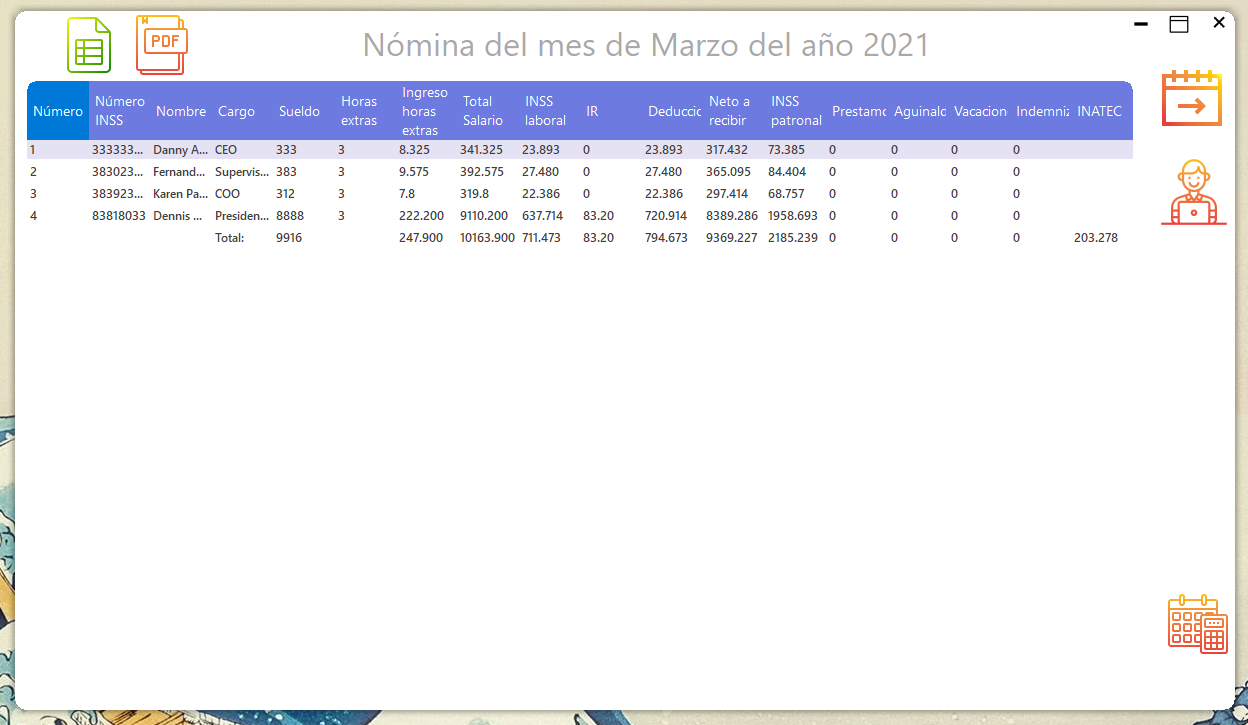 PDF
Nómina del mes de Marzo del año 2021
Número Número INSS Nombre Cargo Sueldo Horas extras Ingreso horas extras Total Salario INSS laboral IR Deduccic Neto a recibir INSS patronal Prestamo Aguinald Vacacion Indemniz INATEC
1 333333... Danny A... CEO 333 3 8.325 341.325 23.893 0 23.893 317.432 73.385 0 0 0 0
2 383023... Fernand... Supervis... 383 3 9.575 392.575 27.480 0 27.480 365.095 84.404 0 0 0 0
3 383923... Karen Pa... COO 312 3 7.8 319.8 22.386 0 22.386 297.414 68.757 0 0 0 0
4 83818033 Dennis ... Presiden... 8888 3 222.200 9110.200 637.714 83.20 720.914 8389.286 1958.693 0 0 0 0
Total: 9916 247.900 10163.900 711.473 83.20 794.673 9369.227 2185.239 0 0 0 0 203.278